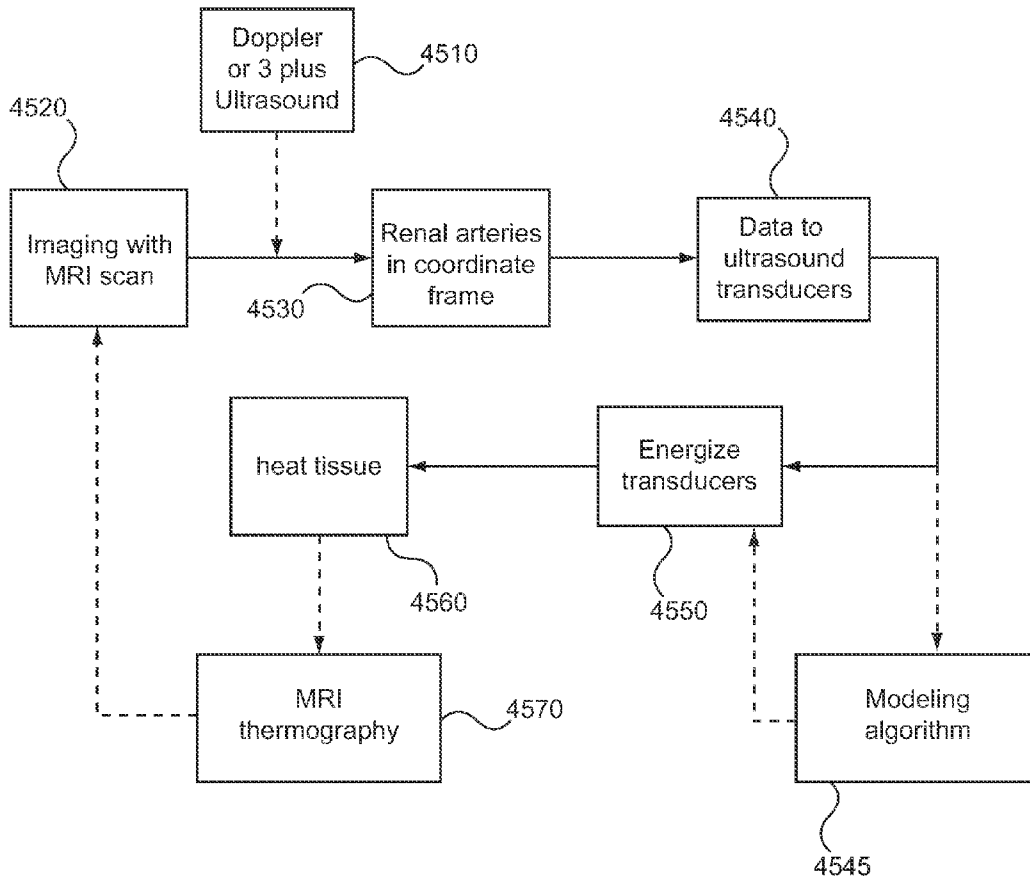 Doppler
or 3 plus
Ultrasound
4510
4520
Imaging with
MRI scan
Renal arteries
in coordinate
frame
4530
4540
Data to
ultrasound
transducers
heat tissue
4560
Energize
transducers
4550
MRI
thermography
4570
Modeling
algorithm
4545